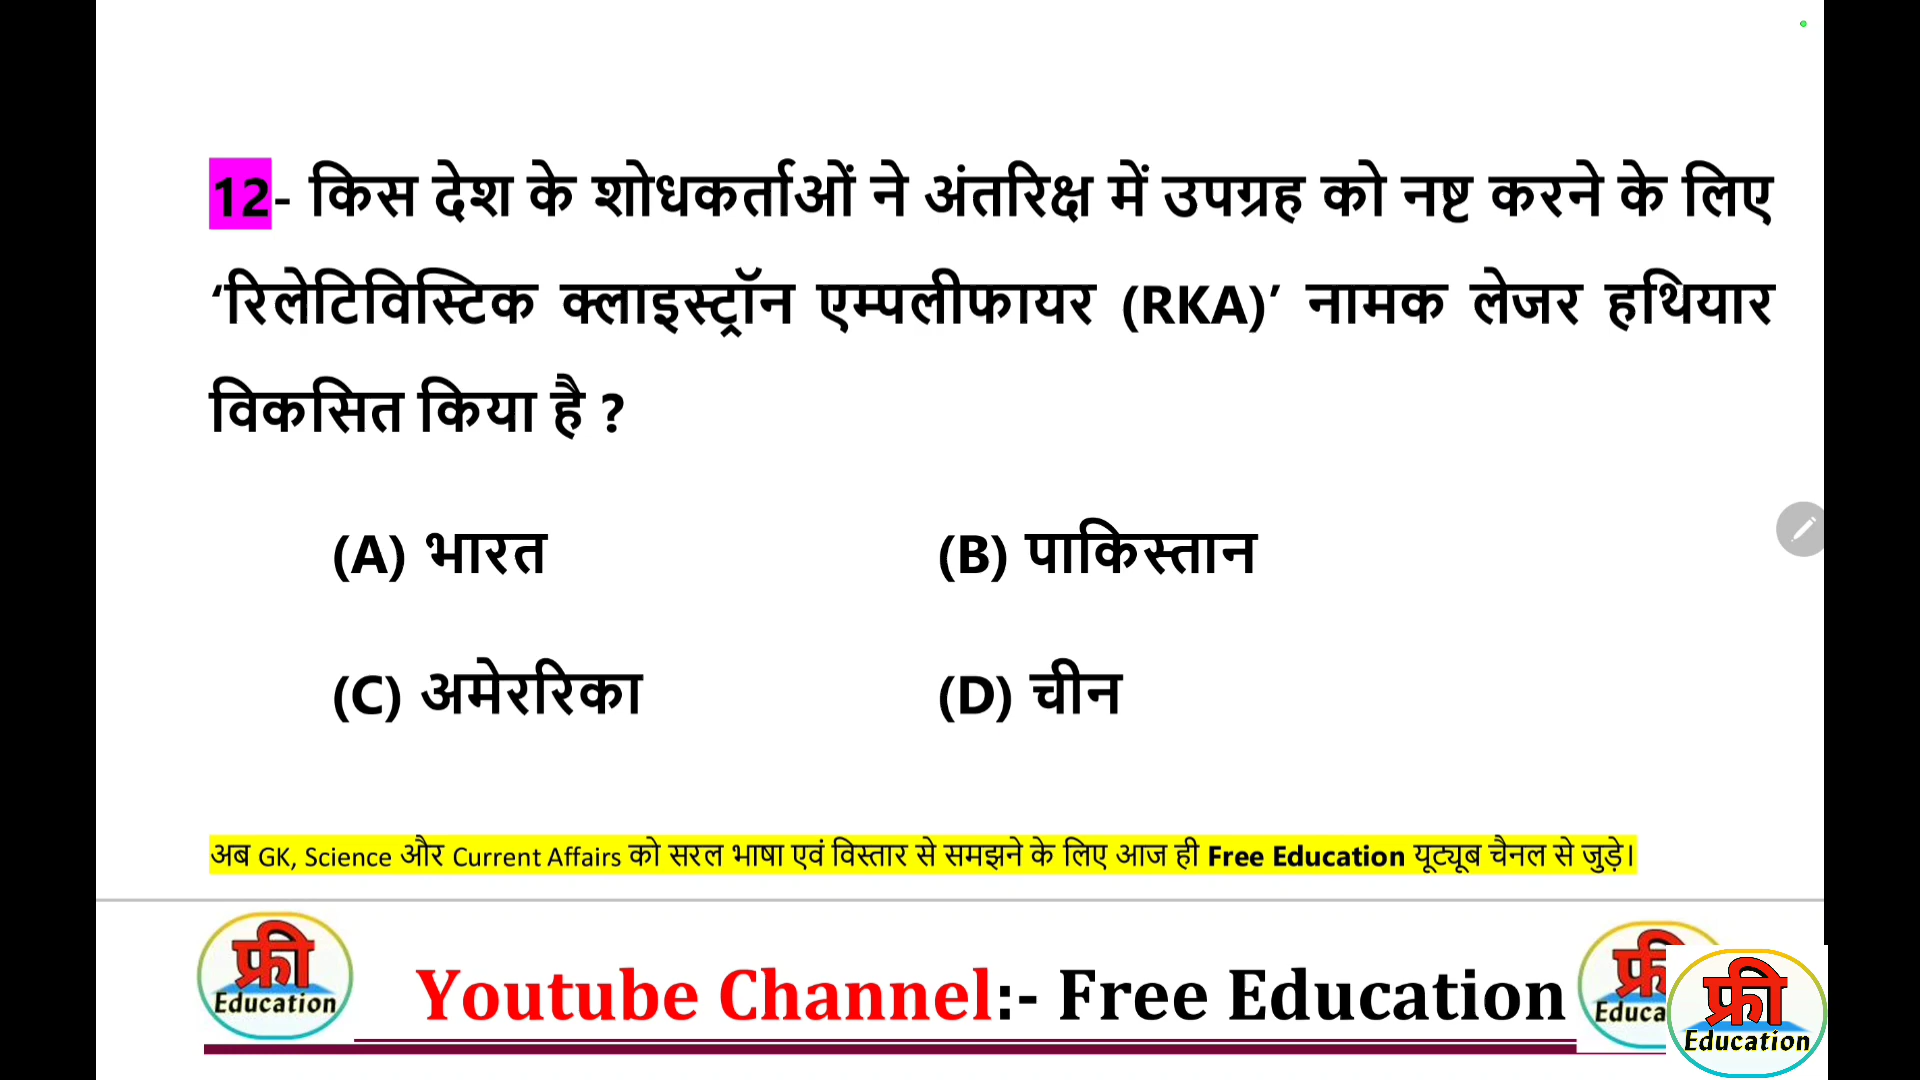 12- किस देश के शोधकर्ताओं ने अंतरिक्ष में उपग्रह को नष्ट करने के लिए
‘रिलेटिविस्टिक क्लाइस्ट्रॉन एम्पलीफायर (RKA)’ नामक लेजर हथियार
विकसित किया है ?
(A) भारत (B) पाकिस्तान
(C) अमेररिका (D) चीन
अब GK, Science और Current Affairs को सरल भाषा एवं विस्तार से समझने के लिए आज ही Free Education यूट्यूब चैनल से जुड़े।
फ्री
Education
Youtube Channel:- Free Education
फ्री
Education